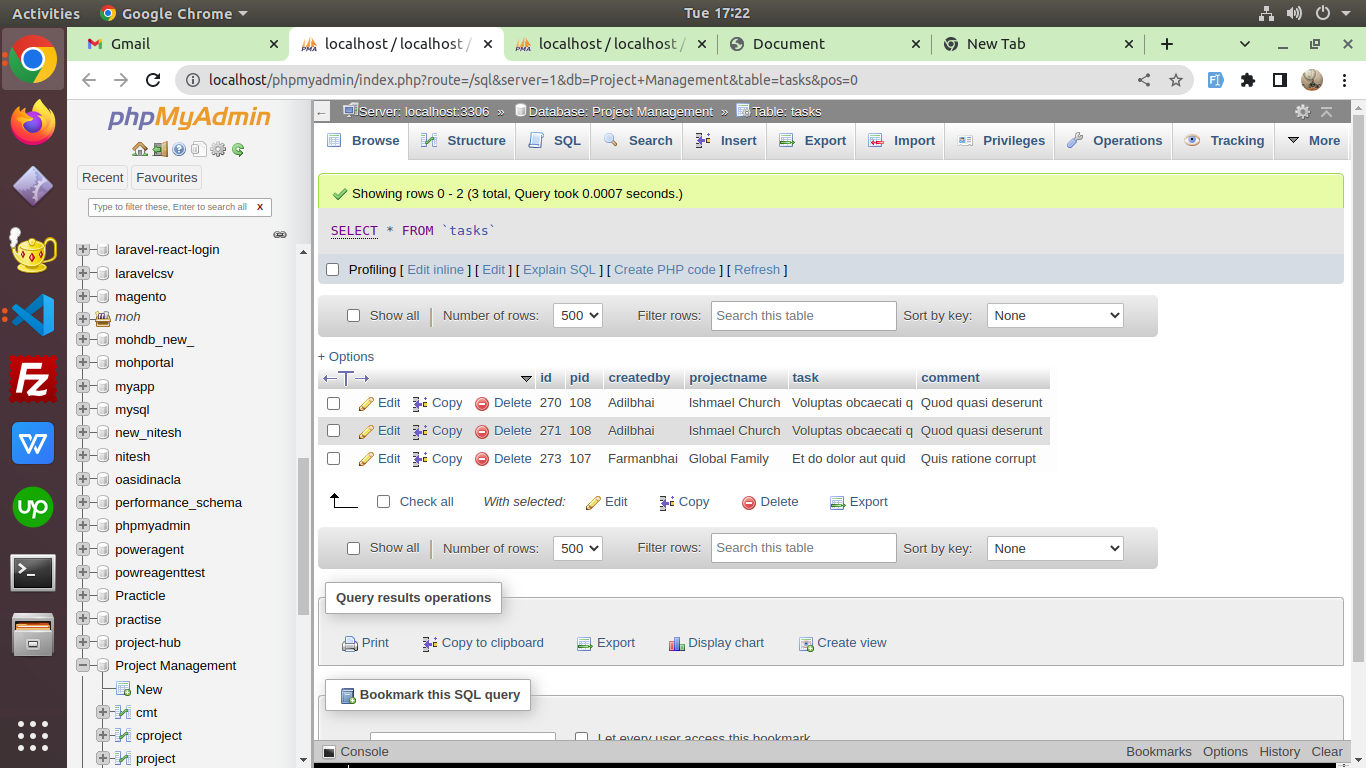 Activities Google Chrome Tue 17:22
Gmail localhost / localhost / localhost / localhost / Document New Tab
localhost/phpmyadmin/index.php?route=/sql&server=1&db=Project+Management&table=tasks&pos=0
phpMyAdmin
Recent Favourites
Type to filter these, Enter to search all X
laravel-react-login
laravelcsv
magento
moh
mohdb_new_
mohportal
myapp
mysql
new_nitesh
nitesh
oasidinacla
performance_schema
phpmyadmin
poweragent
powreagenttest
Practicle
practise
project-hub
Project Management
New
cmt
cproject
project
Server: localhost:3306 » Database: Project Management » Table: tasks
Browse Structure SQL Search Insert Export Import Privileges Operations Tracking More
Showing rows 0 - 2 (3 total, Query took 0.0007 seconds.)
SELECT * FROM `tasks`
Profiling [ Edit inline ] [ Edit ] [ Explain SQL ] [ Create PHP code ] [ Refresh ]
Show all Number of rows: 500 Filter rows: Search this table Sort by key: None
+ Options
id pid createdby projectname task comment
Edit Copy Delete 270 108 Adilbhai Ishmael Church Voluptas obcaecati q Quod quasi deserunt
Edit Copy Delete 271 108 Adilbhai Ishmael Church Voluptas obcaecati q Quod quasi deserunt
Edit Copy Delete 273 107 Farmanbhai Global Family Et do dolor aut quid Quis ratione corrupt
Check all With selected: Edit Copy Delete Export
Show all Number of rows: 500 Filter rows: Search this table Sort by key: None
Query results operations
Print Copy to clipboard Export Display chart Create view
Bookmark this SQL query
Let every user access this bookmark
Console Bookmarks Options History Clear